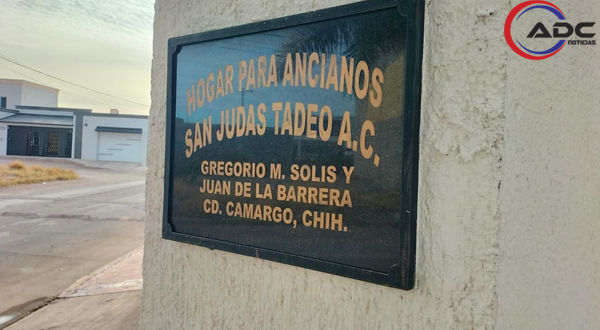 ADC
NOTICIAS
HOGAR PARA ANCIANOS
SAN JUDAS TADEO A.C.
GREGORIO M. SOLIS Y
JUAN DE LA BARRERA
CD. CAMARGO, CHIH.